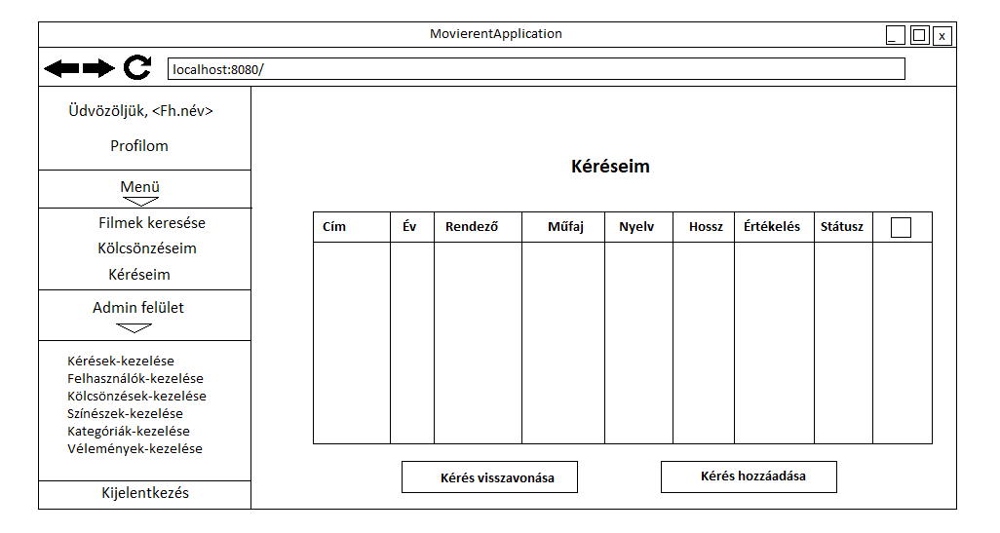 MovierentApplication
_ x
localhost:8080/
Üdvözöljük, <Fh.név>
Profilom
Menü
Filmek keresése
Kölcsönzéseim
Kéréseim
Admin felület
Kérések-kezelése
Felhasználók-kezelése
Kölcsönzések-kezelése
Színészek-kezelése
Kategóriák-kezelése
Vélemények-kezelése
Kijelentkezés
Kéréseim
Cím Év Rendező Műfaj Nyelv Hossz Értékelés Státusz
Kérés visszavonása Kérés hozzáadása